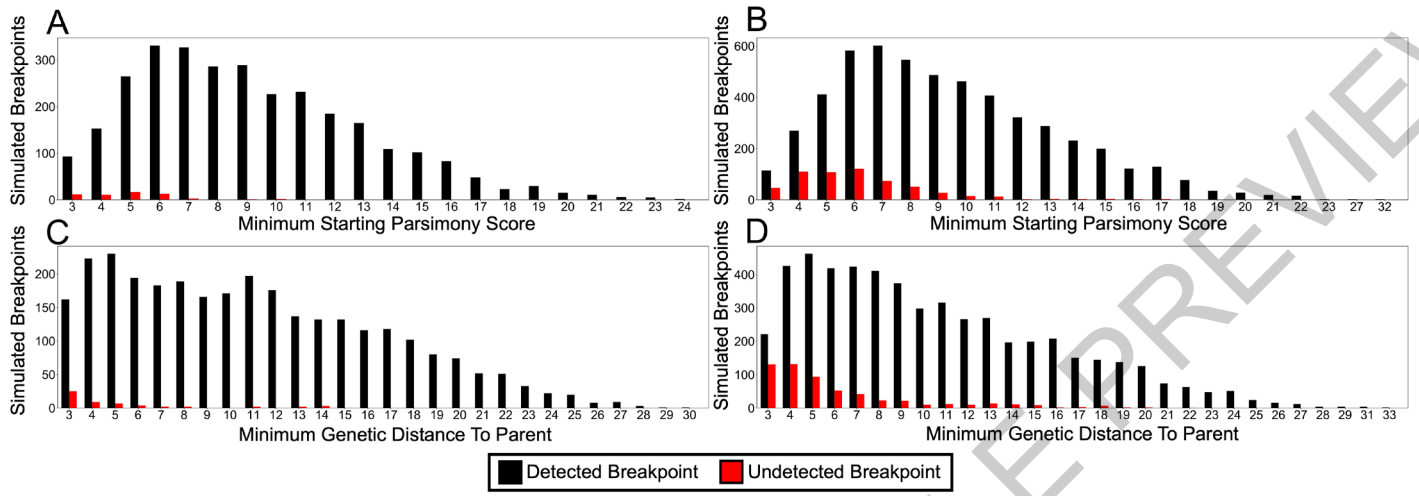 A
Simulated Breakpoints
300
200
100
0
3 4 5 6 7 8 9 10 11 12 13 14 15 16 17 18 19 20 21 22 23 24
Minimum Starting Parsimony Score
B
Simulated Breakpoints
600
400
200
0
3 4 5 6 7 8 9 10 11 12 13 14 15 16 17 18 19 20 21 22 23 27 32
Minimum Starting Parsimony Score
C
Simulated Breakpoints
200
150
100
50
0
3 4 5 6 7 8 9 10 11 12 13 14 15 16 17 18 19 20 21 22 23 24 25 26 27 28 29 30
Minimum Genetic Distance To Parent
D
Simulated Breakpoints
400
300
200
100
0
3 4 5 6 7 8 9 10 11 12 13 14 15 16 17 18 19 20 21 22 23 24 25 26 27 28 29 31 33
Minimum Genetic Distance To Parent
Detected Breakpoint Undetected Breakpoint
E PREVIEW